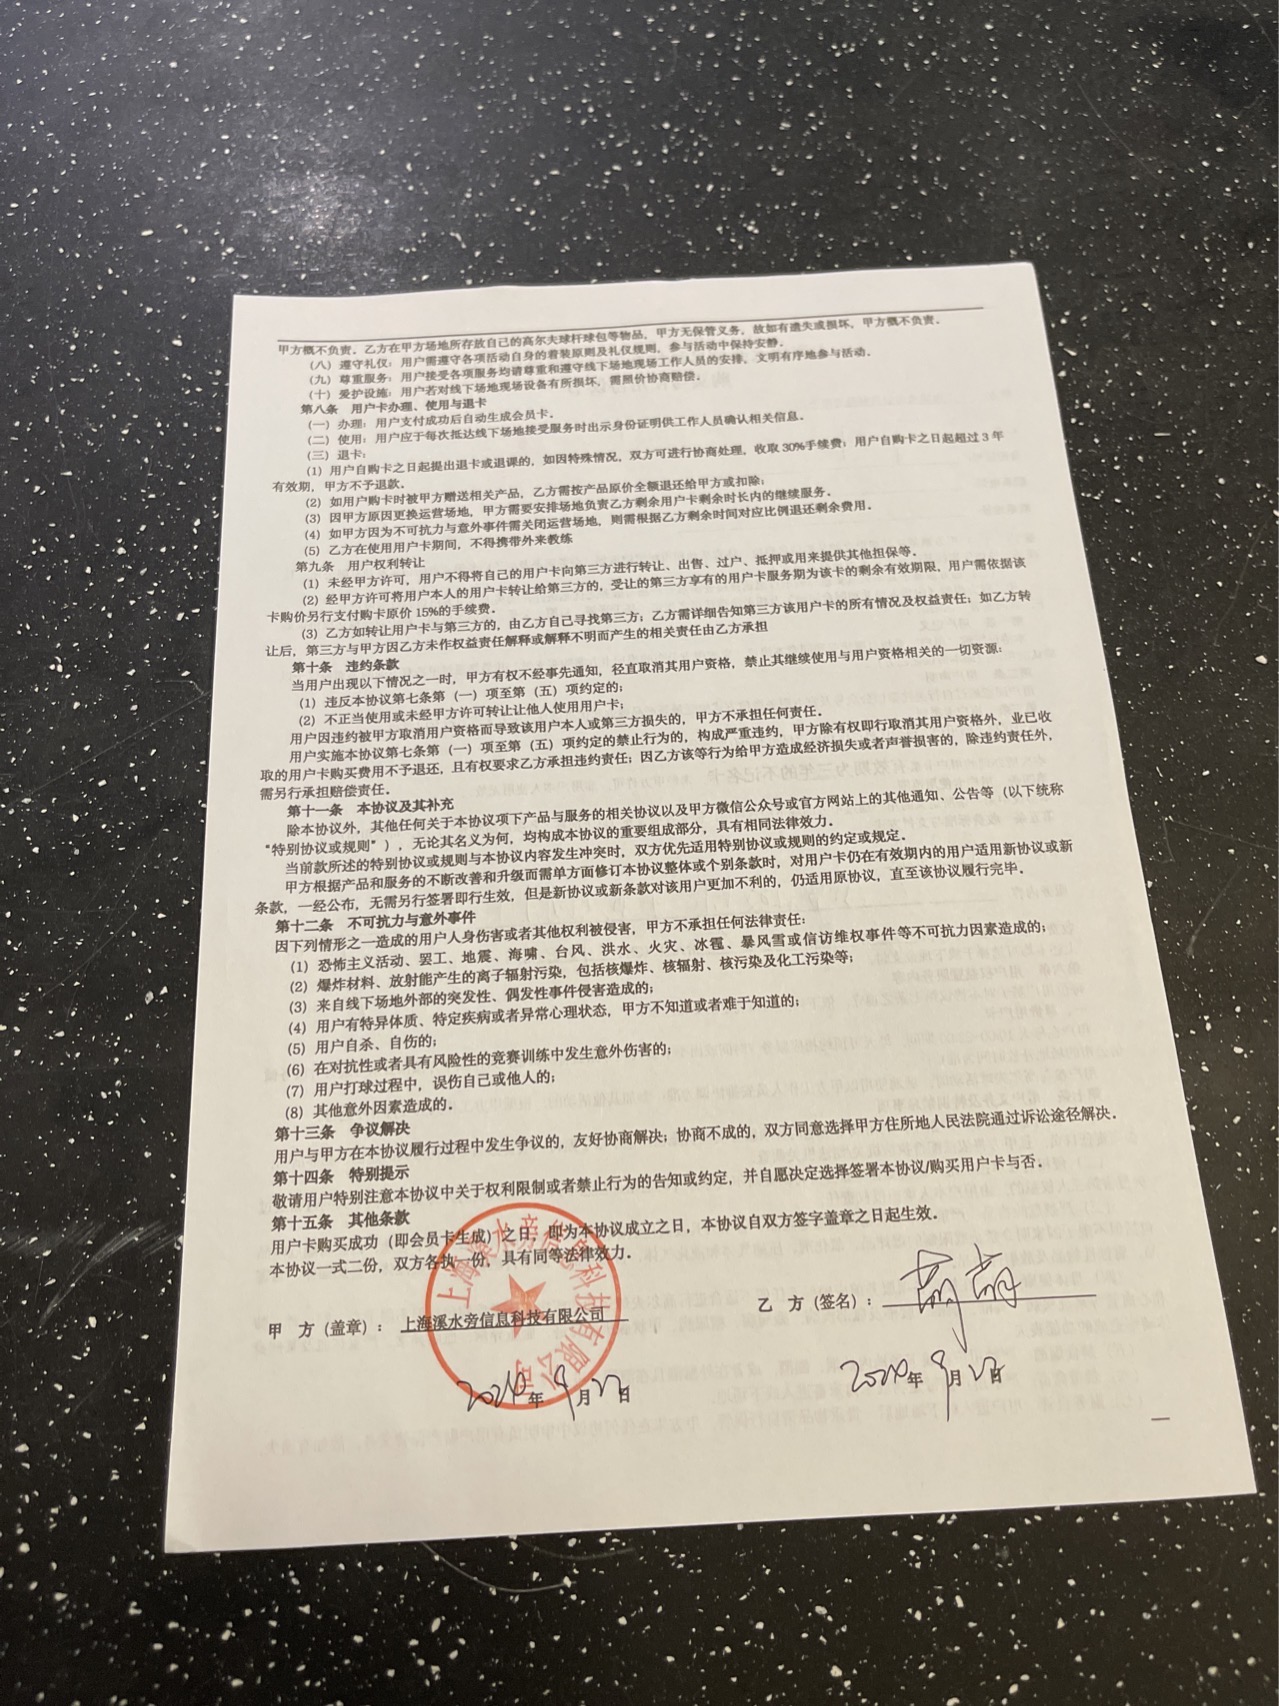 甲方概不负责。乙方在甲方场地所存放自己的高尔夫球杆球包等物品，甲方无保管义务，故如有遗失或损坏，甲方概不负责。
（八）遵守礼仪：用户需遵守各项活动自身的着装原则及礼仪规则，参与活动中保持安静。
（九）尊重服务：用户接受各项服务均请尊重和遵守线下场地现场工作人员的安排，文明有序地参与活动。
（十）爱护设施：用户若对线下场地现场设备有所损坏，需照价协商赔偿。
第八条 用户卡办理、使用与退卡
（一）办理：用户支付成功后自动生成会员卡。
（二）使用：用户应于每次抵达线下场地接受服务时出示身份证明供工作人员确认相关信息。
（三）退卡：
（1）用户自购卡之日起提出退卡或退课的，如因特殊情况，双方可进行协商处理，收取30%手续费；用户自购卡之日起超过3年
有效期，甲方不予退款。
（2）如用户购卡时被甲方赠送相关产品，乙方需按产品原价全额退还给甲方或扣除；
（3）因甲方原因更换运营场地，甲方需要安排场地负责乙方剩余用户卡剩余时长内的继续服务。
（4）如甲方因为不可抗力与意外事件需关闭运营场地，则需根据乙方剩余时间对应比例退还剩余费用。
（5）乙方在使用用户卡期间，不得携带外来教练
第九条 用户权利转让
（1）未经甲方许可，用户不得将自己的用户卡向第三方进行转让、出售、过户、抵押或用来提供其他担保等。
（2）经甲方许可将用户本人的用户卡转让给第三方的，受让的第三方享有的用户卡服务期为该卡的剩余有效期限，用户需依据该
卡购价另行支付购卡原价15%的手续费。
（3）乙方如转让用户卡与第三方的，由乙方自己寻找第三方；乙方需详细告知第三方该用户卡的所有情况及权益责任；如乙方转
让后，第三方与甲方因乙方未作权益责任解释或解释不明而产生的相关责任由乙方承担
第十条 违约条款
当用户出现以下情况之一时，甲方有权不经事先通知，径直取消其用户资格，禁止其继续使用与用户资格相关的一切资源：
（1）违反本协议第七条第（一）项至第（五）项约定的；
（2）不正当使用或未经甲方许可转让让他人使用用户卡；
用户因违约被甲方取消用户资格而导致该用户本人或第三方损失的，甲方不承担任何责任。
用户实施本协议第七条第（一）项至第（五）项约定的禁止行为的，构成严重违约，甲方除有权即行取消其用户资格外，业已收
取的用户卡购买费用不予退还，且有权要求乙方承担违约责任；因乙方该等行为给甲方造成经济损失或者声誉损害的，除违约责任外，
需另行承担赔偿责任。
第十一条 本协议及其补充
除本协议外，其他任何关于本协议项下产品与服务的相关协议以及甲方微信公众号或官方网站上的其他通知、公告等（以下统称
“特别协议或规则”），无论其名义为何，均构成本协议的重要组成部分，具有相同法律效力。
当前款所述的特别协议或规则与本协议内容发生冲突时，双方优先适用特别协议或规则的约定或规定。
甲方根据产品和服务的不断改善和升级而需单方面修订本协议整体或个别条款时，对用户卡仍在有效期内的用户适用新协议或新
条款，一经公布，无需另行签署即行生效，但是新协议或新条款对该用户更加不利的，仍适用原协议，直至该协议履行完毕。
第十二条 不可抗力与意外事件
因下列情形之一造成的用户人身伤害或者其他权利被侵害，甲方不承担任何法律责任：
（1）恐怖主义活动、罢工、地震、海啸、台风、洪水、火灾、冰雹、暴风雪或信访维权事件等不可抗力因素造成的；
（2）爆炸材料、放射能产生的离子辐射污染，包括核爆炸、核辐射、核污染及化工污染等；
（3）来自线下场地外部的突发性、偶发性事件侵害造成的；
（4）用户有特异体质、特定疾病或者异常心理状态，甲方不知道或者难于知道的；
（5）用户自杀、自伤的；
（6）在对抗性或者具有风险性的竞赛训练中发生意外伤害的；
（7）用户打球过程中，误伤自己或他人的；
（8）其他意外因素造成的。
第十三条 争议解决
用户与甲方在本协议履行过程中发生争议的，友好协商解决；协商不成的，双方同意选择甲方住所地人民法院通过诉讼途径解决。
第十四条 特别提示
敬请用户特别注意本协议中关于权利限制或者禁止行为的告知或约定，并自愿决定选择签署本协议/购买用户卡与否。
第十五条 其他条款
用户卡购买成功（即会员卡生成）之日，即为本协议成立之日，本协议自双方签字盖章之日起生效。
本协议一式二份，双方各执一份，具有同等法律效力。
上海溪水旁信息科技有限公司
甲 方（盖章）： 上海溪水旁信息科技有限公司
乙 方（签名）：
2024年9月22日
2024年9月22日